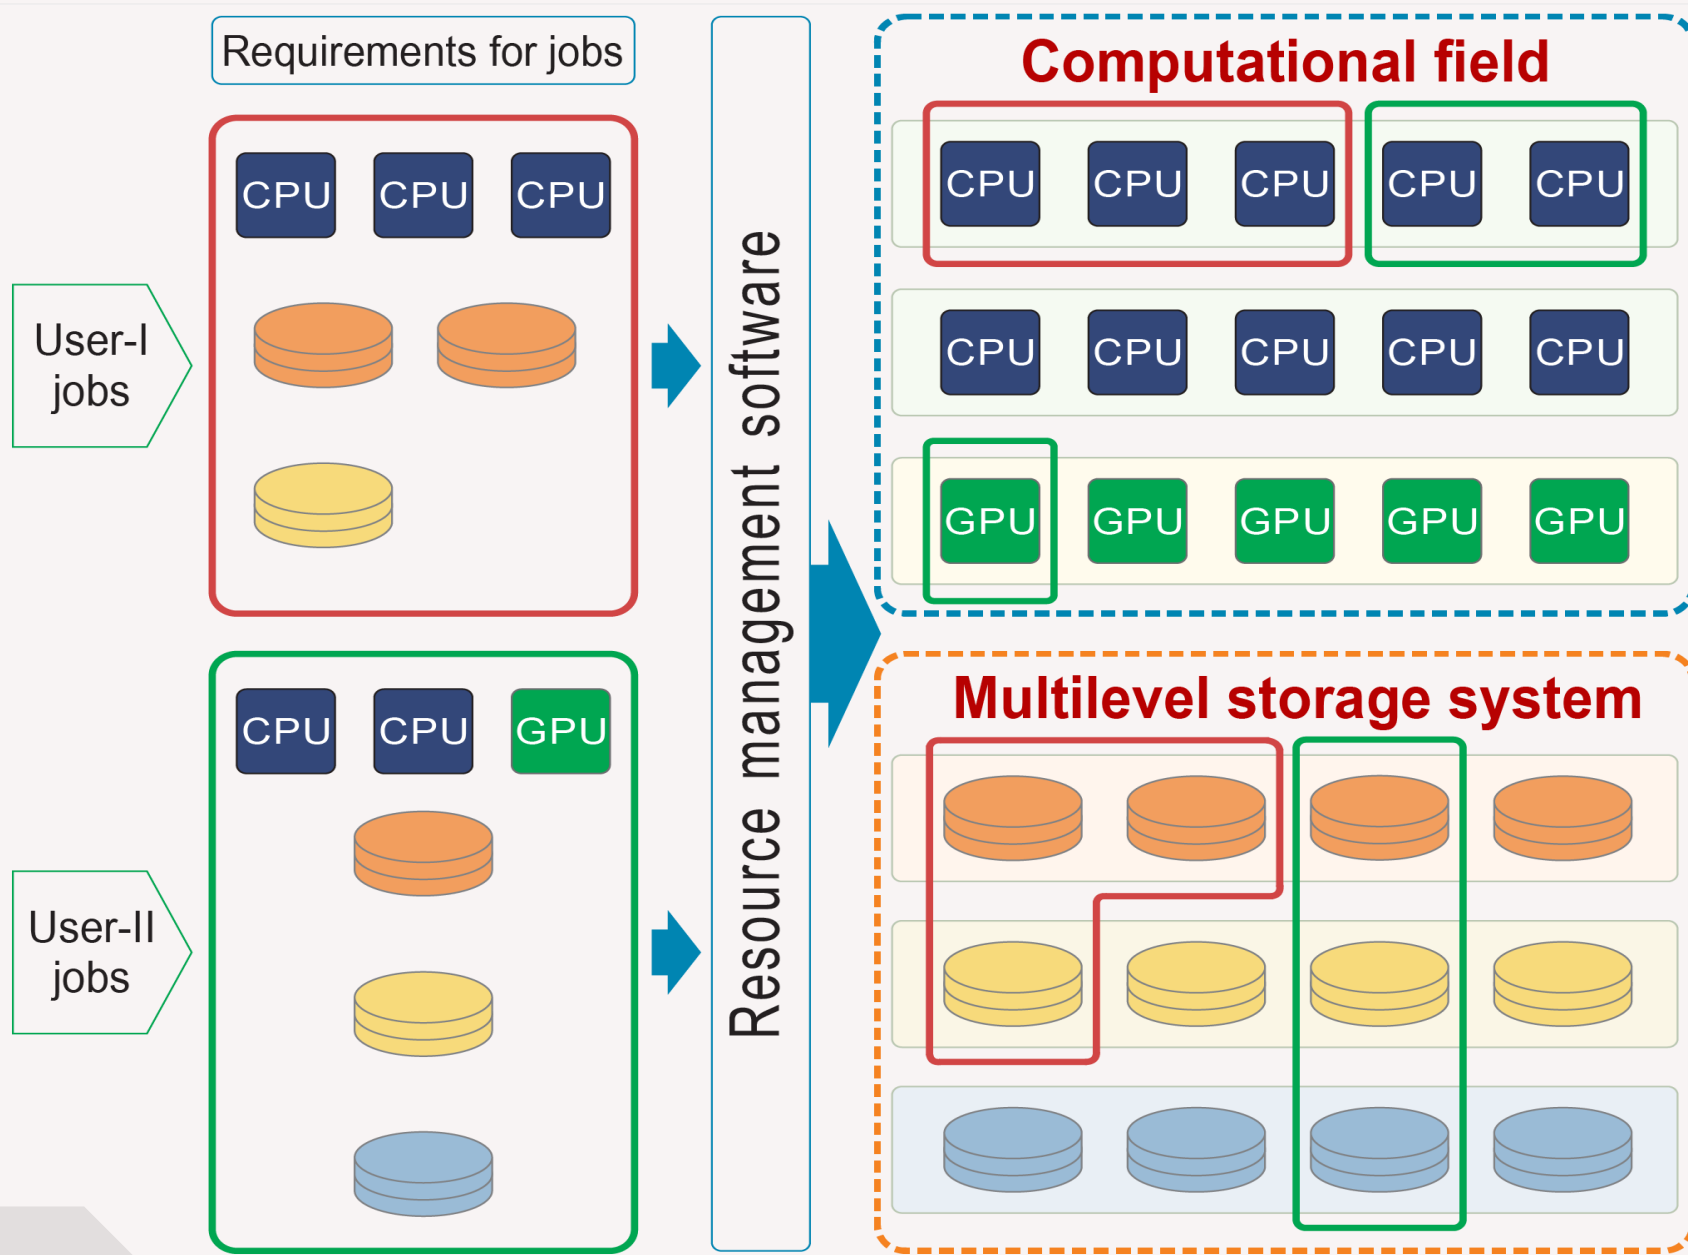 Requirements for jobs
CPU CPU CPU
User-I
jobs
CPU CPU GPU
User-II
jobs
Resource management software
Computational field
CPU CPU CPU CPU CPU
CPU CPU CPU CPU CPU
GPU GPU GPU GPU GPU
Multilevel storage system